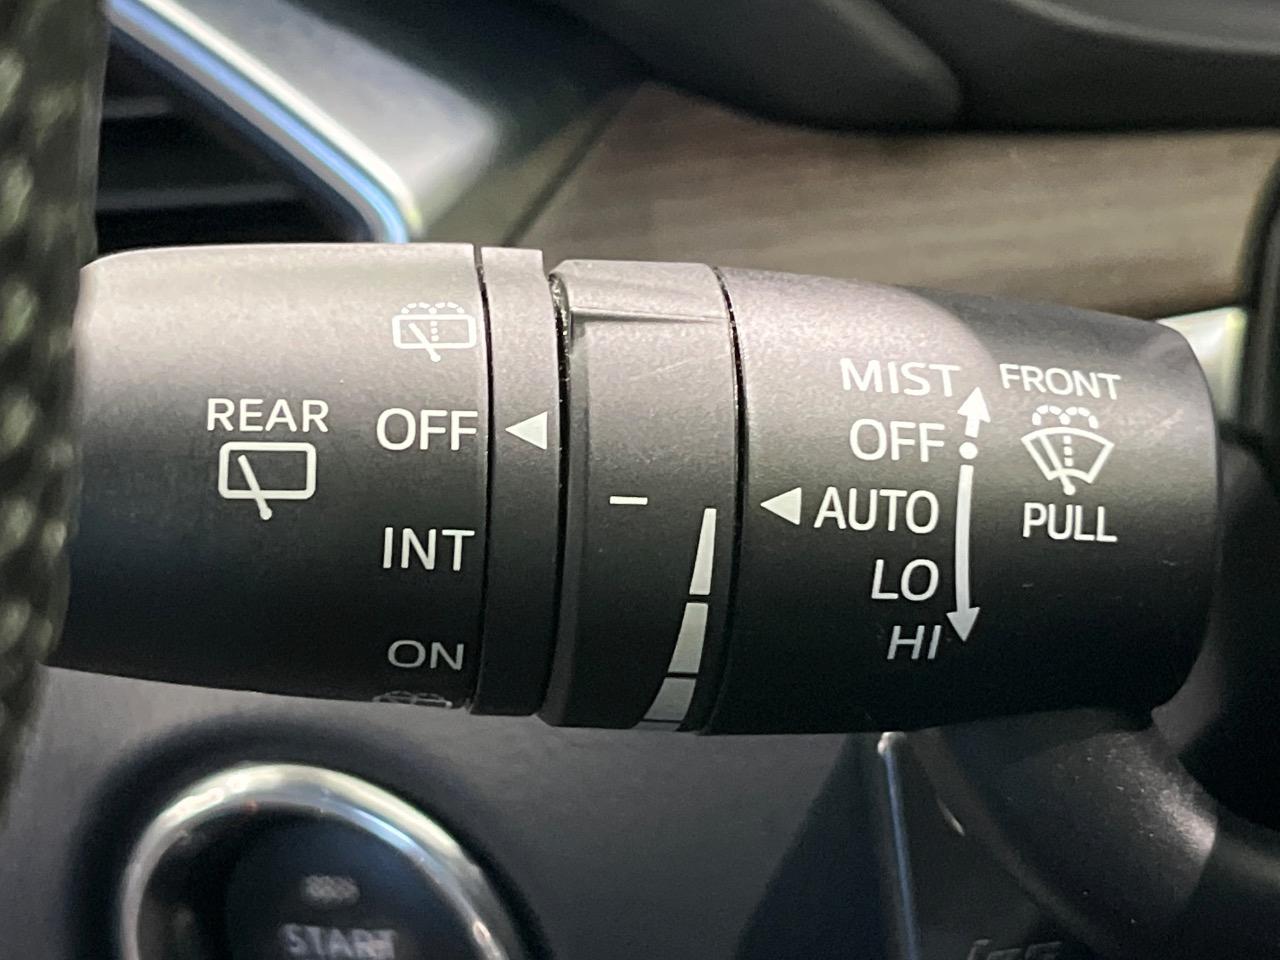 REAR
OFF
INT
ON
MIST
OFF
AUTO
LO
HI
FRONT
PULL
START